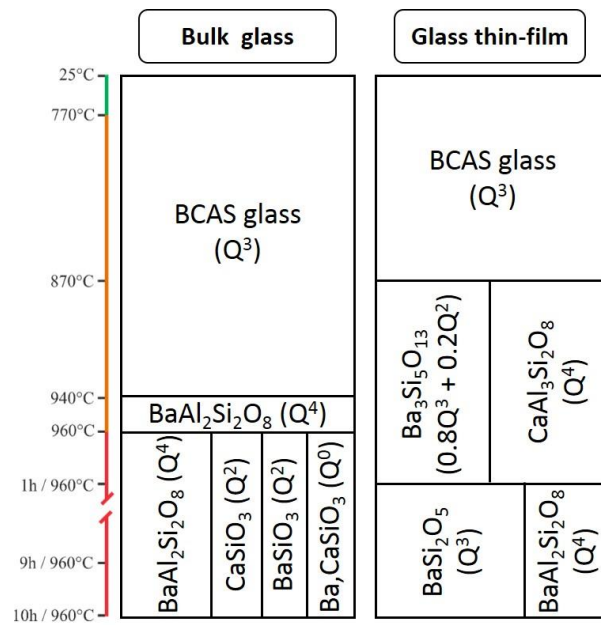 Bulk glass
Glass thin-film
25°C
770°C
870°C
940°C
960°C
1h / 960°C
9h / 960°C
10h / 960°C
BCAS glass
(Q³)
BaAl₂Si₂O₈ (Q⁴)
BaAl₂Si₂O₈ (Q⁴)
CaSiO₃ (Q²)
BaSiO₃ (Q²)
Ba,CaSiO₃ (Q⁰)
BCAS glass
(Q³)
Ba₃Si₅O₁₃
(0.8Q³ + 0.2Q²)
CaAl₃Si₂O₈
(Q⁴)
BaSi₂O₅
(Q³)
BaAl₂Si₂O₈
(Q⁴)